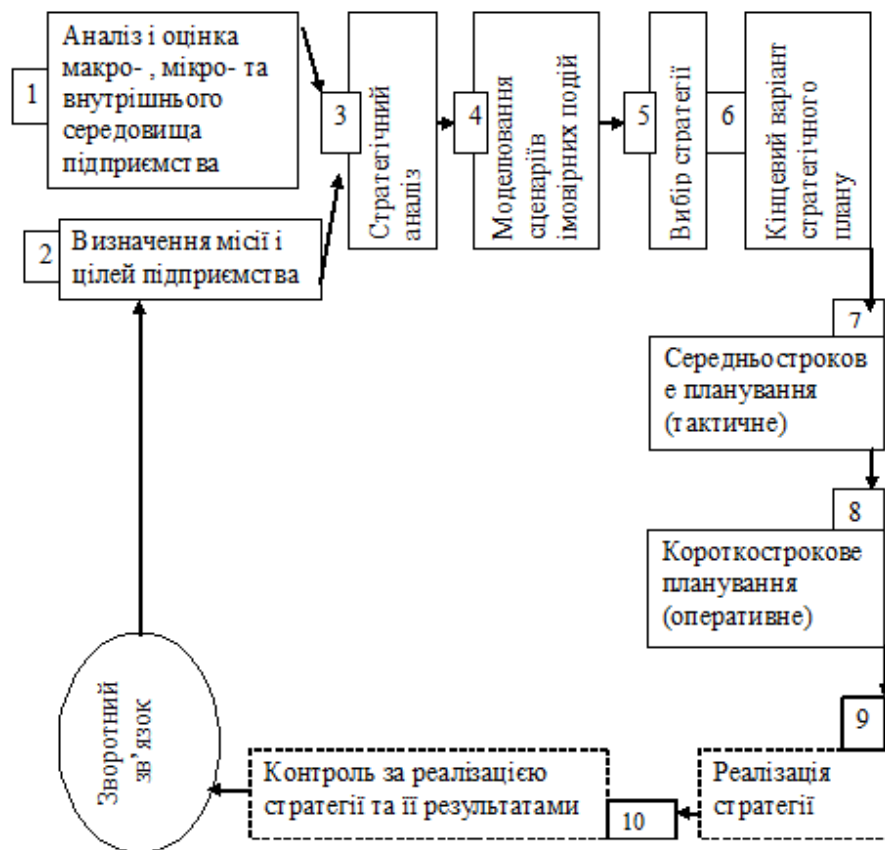 1
Аналіз і оцінка
макро- , мікро- та
внутрішнього
середовища
підприємства
2
Визначення місії і
цілей підприємства
3
Стратегічний
аналіз
4
Моделювання
сценаріїв
імовірних подій
5
Вибір стратегії
6
Кінцевий варіант
стратегічного
плану
7
Середньостроков
е планування
(тактичне)
8
Короткострокове
планування
(оперативне)
9
Реалізація
стратегії
10
Контроль за реалізацією
стратегії та її результатами
Зворотний
зв’язок